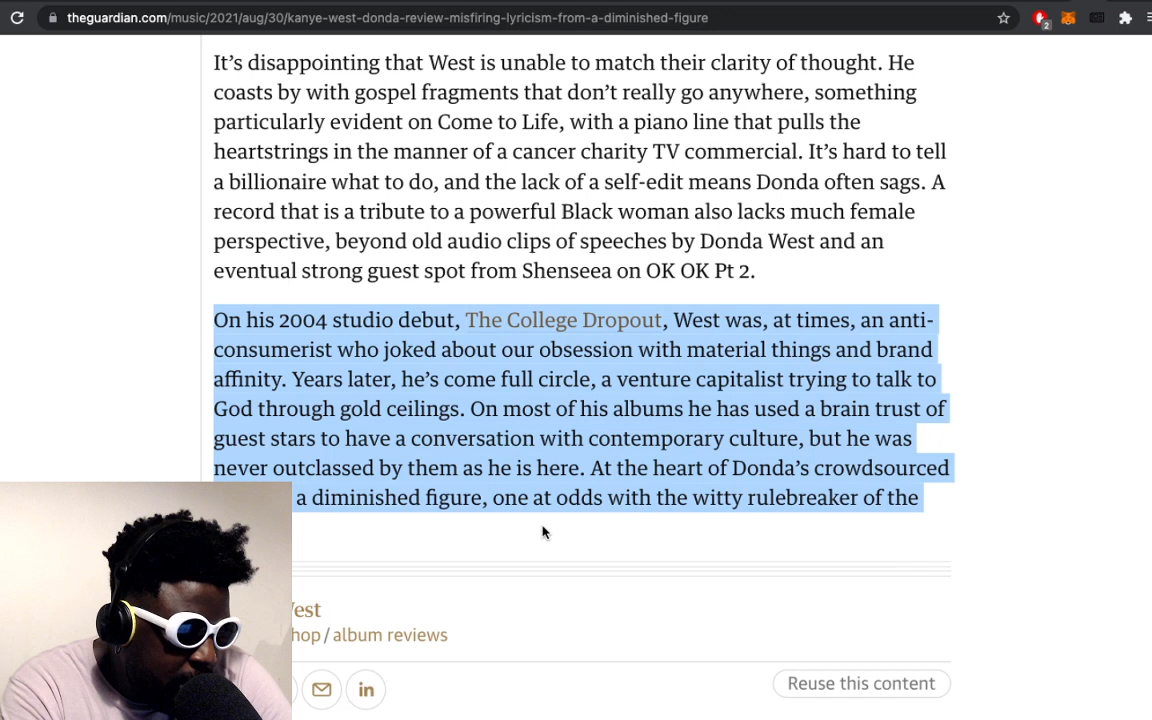 theguardian.com/music/2021/aug/30/kanye-west-donda-review-misfiring-lyricism-from-a-diminished-figure
2
It’s disappointing that West is unable to match their clarity of thought. He
coasts by with gospel fragments that don’t really go anywhere, something
particularly evident on Come to Life, with a piano line that pulls the
heartstrings in the manner of a cancer charity TV commercial. It’s hard to tell
a billionaire what to do, and the lack of a self-edit means Donda often sags. A
record that is a tribute to a powerful Black woman also lacks much female
perspective, beyond old audio clips of speeches by Donda West and an
eventual strong guest spot from Shenseea on OK OK Pt 2.
On his 2004 studio debut, The College Dropout, West was, at times, an anti-
consumerist who joked about our obsession with material things and brand
affinity. Years later, he’s come full circle, a venture capitalist trying to talk to
God through gold ceilings. On most of his albums he has used a brain trust of
guest stars to have a conversation with contemporary culture, but he was
never outclassed by them as he is here. At the heart of Donda’s crowdsourced
a diminished figure, one at odds with the witty rulebreaker of the
West
hop / album reviews
in
Reuse this content